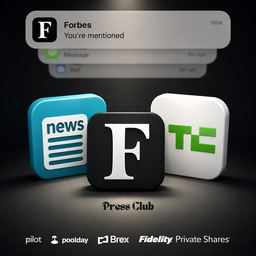 F
Forbes
now
You're mentioned
Message
news
F
TC
Press Club
pilot
poolday
Brex
Fidelity Private Shares